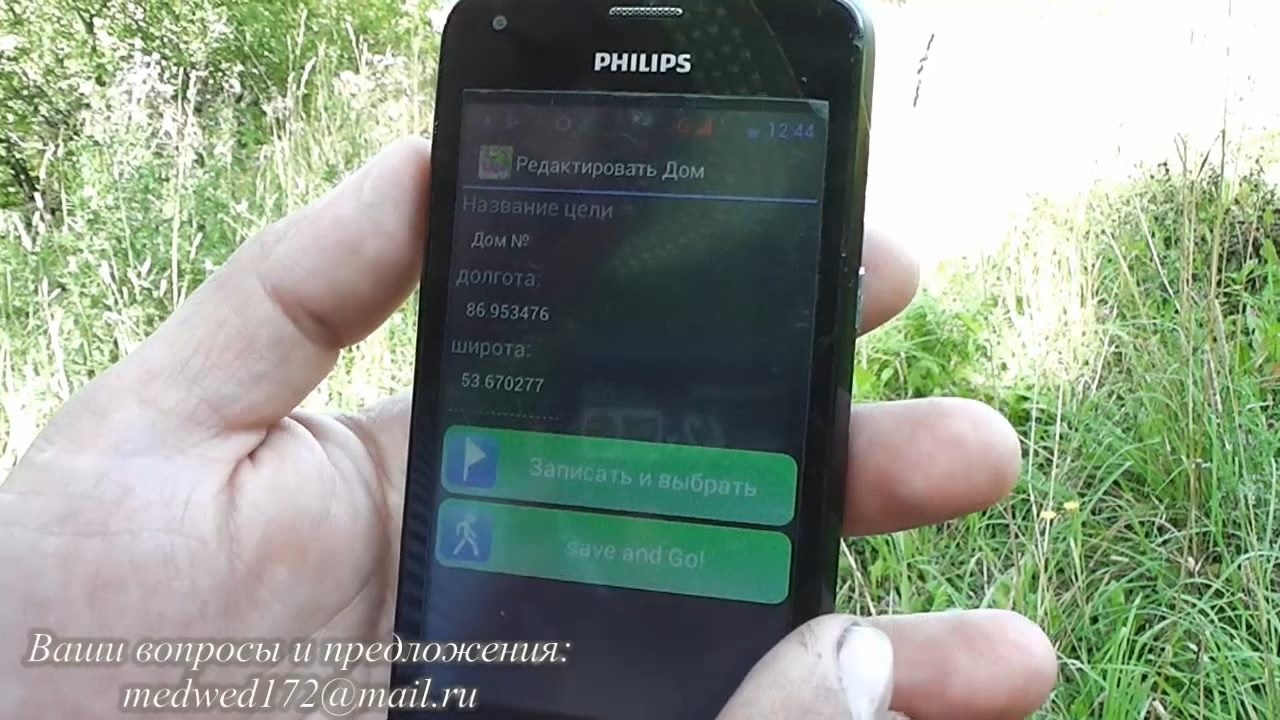 PHILIPS
12:44
Редактировать Дом
Название цели
Дом №
долгота:
86.953476
широта:
53.670277
Записать и выбрать
save and Go!
Ваши вопросы и предложения:
medwed172@mail.ru